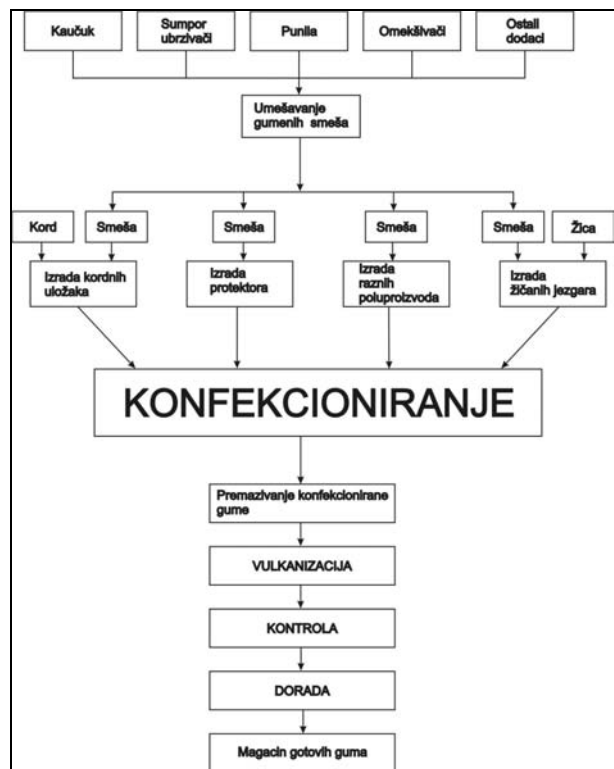 Kaučuk
Sumpor
ubrzivači
Punila
Omekšivači
Ostali
dodaci
Umešavanje
gumenih smeša
Kord
Smeša
Smeša
Smeša
Smeša
Žica
Izrada kordnih
uložaka
Izrada
protektora
Izrada
raznih
poluproizvoda
Izrada
žičanih jezgara
KONFEKCIONIRANJE
Premazivanje konfekcionirane
gume
VULKANIZACIJA
KONTROLA
DORADA
Magacin gotovih guma